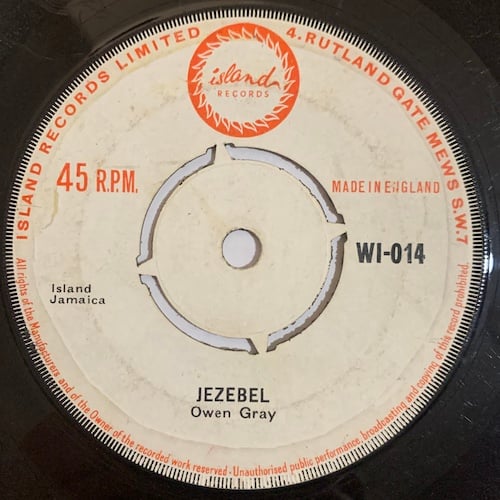 ISLAND RECORDS LIMITED
4. RUTLAND GATE MEWS S.W.7
island
RECORDS
45 R.P.M.
MADE IN ENGLAND
WI-014
Island
Jamaica
JEZEBEL
Owen Gray
All rights of the Manufacturers and of the Owner of the recorded work reserved - Unauthorised public performance, broadcasting and copying of this record prohibited.